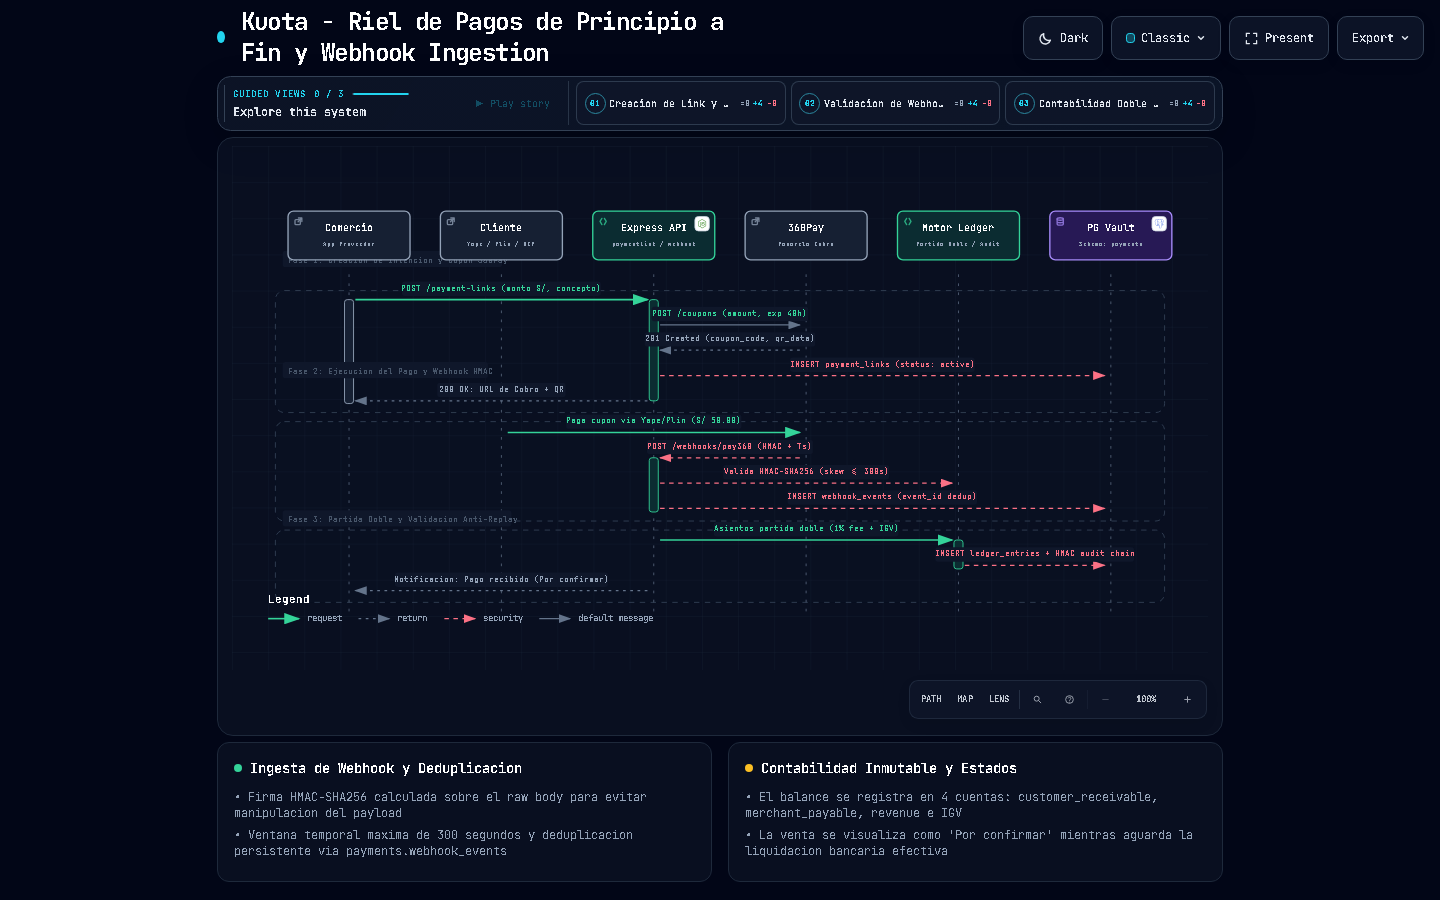 Kuota - Riel de Pagos de Principio a
Fin y Webhook Ingestion
Dark
Classic
Present
Export
GUIDED VIEWS 0 / 3
Explore this system
Play story
01 Creacion de Link y … =0 +4 -0
02 Validacion de Webho… =0 +4 -0
03 Contabilidad Doble … =0 +4 -0
Comercio
App Proveedor
Cliente
Yape / Plin / BCP
Express API
paymentLink / webhook
360Pay
Pasarela Cobro
Motor Ledger
Partida Doble / Audit
PG Vault
Schema: payments
POST /payment-links (monto S/, concepto)
POST /coupons (amount, exp 48h)
201 Created (coupon_code, qr_data)
INSERT payment_links (status: active)
Fase 2: Ejecucion del Pago y Webhook HMAC
200 OK: URL de Cobro + QR
Paga cupon via Yape/Plin (S/ 50.00)
POST /webhooks/pay360 (HMAC + Ts)
Valida HMAC-SHA256 (skew ≤ 300s)
INSERT webhook_events (event_id dedup)
Fase 3: Partida Doble y Validacion Anti-Replay
Asientos partida doble (1% fee + IGV)
INSERT ledger_entries + HMAC audit chain
Notificacion: Pago recibido (Por confirmar)
Legend
request
return
security
default message
PATH
MAP
LENS
100%
Ingesta de Webhook y Deduplicacion
• Firma HMAC-SHA256 calculada sobre el raw body para evitar
manipulacion del payload
• Ventana temporal maxima de 300 segundos y deduplicacion
persistente via payments.webhook_events
Contabilidad Inmutable y Estados
• El balance se registra en 4 cuentas: customer_receivable,
merchant_payable, revenue e IGV
• La venta se visualiza como 'Por confirmar' mientras aguarda la
liquidacion bancaria efectiva